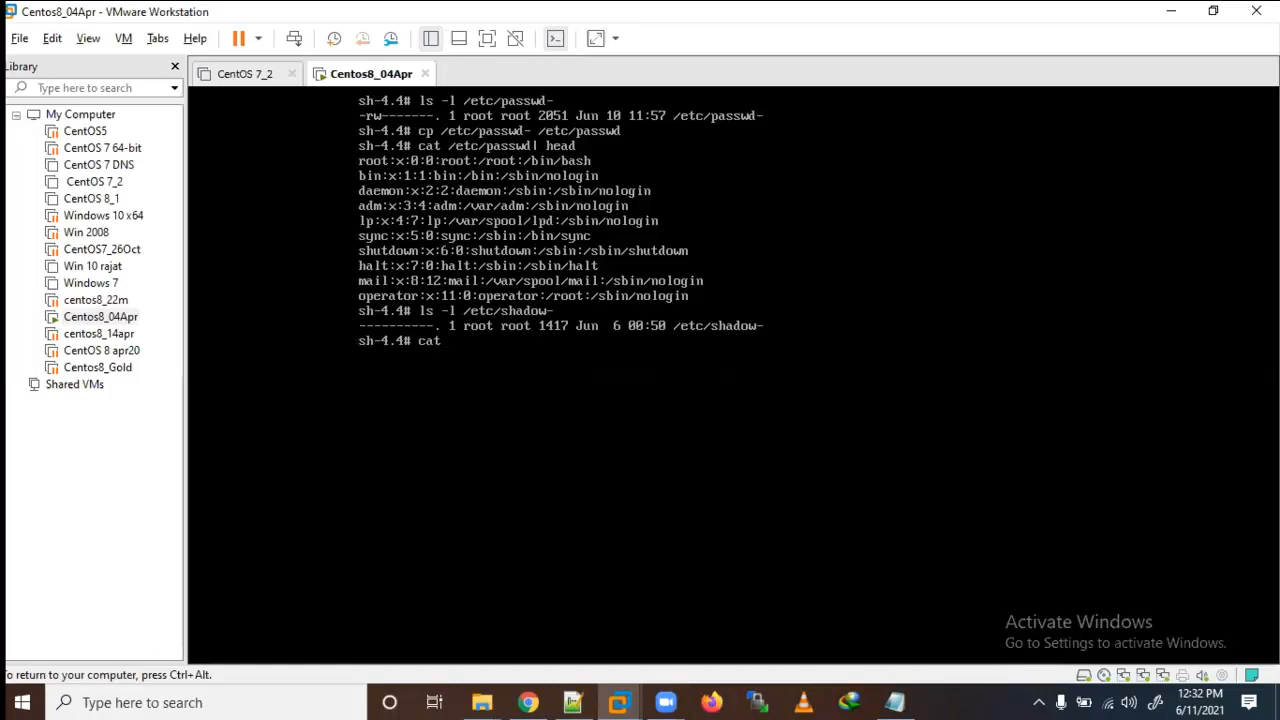 Centos8_04Apr - VMware Workstation
File Edit View VM Tabs Help
Library
Type here to search
CentOS 7_2
Centos8_04Apr
My Computer
CentOS5
CentOS 7 64-bit
CentOS 7 DNS
CentOS 7_2
CentOS 8_1
Windows 10 x64
Win 2008
CentOS7_26Oct
Win 10 rajat
Windows 7
centos8_22m
Centos8_04Apr
centos8_14apr
CentOS 8 apr20
Centos8_Gold
Shared VMs
sh-4.4# ls -l /etc/passwd-
-rw-------. 1 root root 2051 Jun 10 11:57 /etc/passwd-
sh-4.4# cp /etc/passwd- /etc/passwd
sh-4.4# cat /etc/passwd| head
root:x:0:0:root:/root:/bin/bash
bin:x:1:1:bin:/bin:/sbin/nologin
daemon:x:2:2:daemon:/sbin:/sbin/nologin
adm:x:3:4:adm:/var/adm:/sbin/nologin
lp:x:4:7:lp:/var/spool/lpd:/sbin/nologin
sync:x:5:0:sync:/sbin:/bin/sync
shutdown:x:6:0:shutdown:/sbin:/sbin/shutdown
halt:x:7:0:halt:/sbin:/sbin/halt
mail:x:8:12:mail:/var/spool/mail:/sbin/nologin
operator:x:11:0:operator:/root:/sbin/nologin
sh-4.4# ls -l /etc/shadow-
----------. 1 root root 1417 Jun  6 00:50 /etc/shadow-
sh-4.4# cat
Activate Windows
Go to Settings to activate Windows.
To return to your computer, press Ctrl+Alt.
Type here to search
12:32 PM
6/11/2021